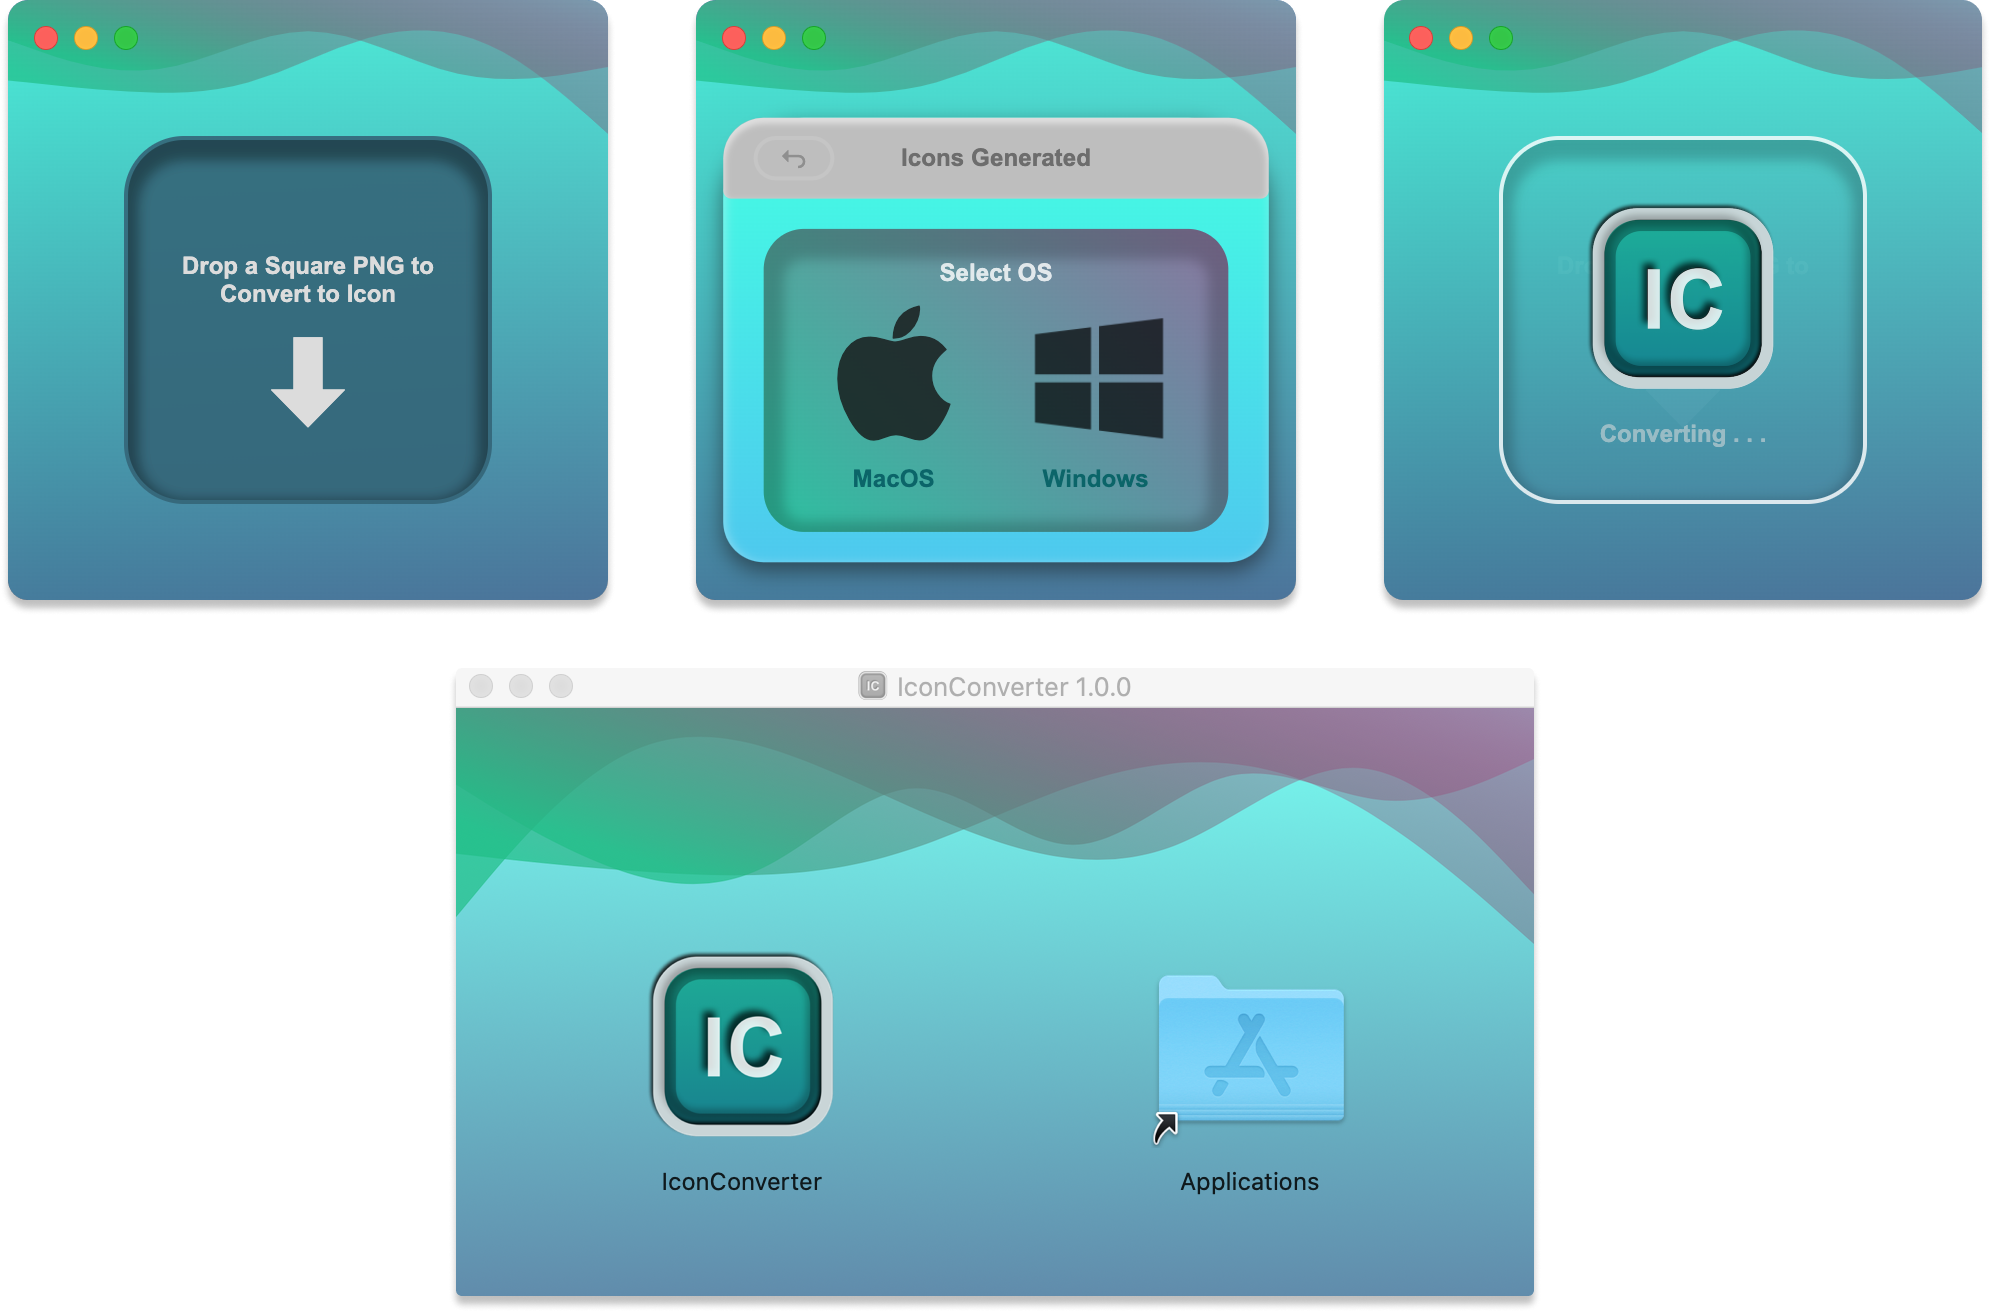 Drop a Square PNG to
Convert to Icon
Icons Generated
Select OS
MacOS
Windows
IC
Converting . . .
IC IconConverter 1.0.0
IC
IconConverter
Applications